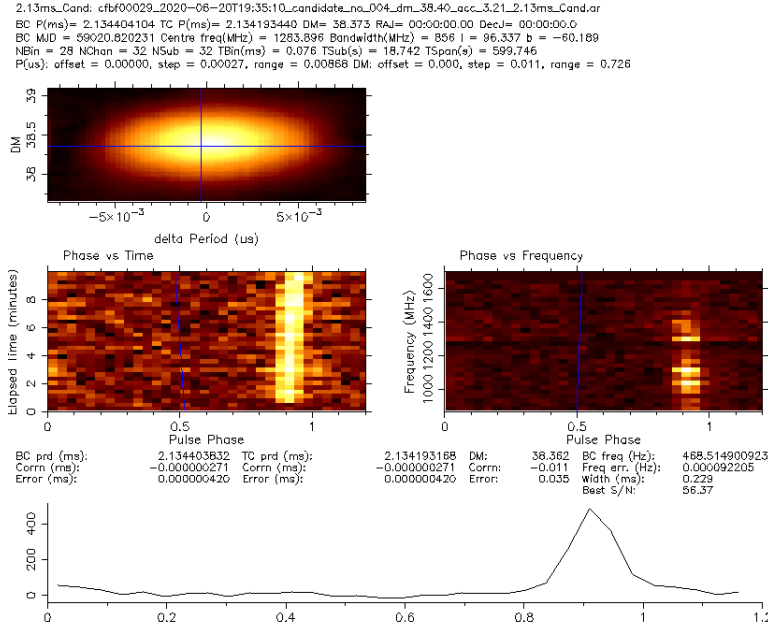 2.13ms_Cand: cfbf00029_2020-06-20T19:35:10_candidate_no_004_dm_38.40_acc_3.21_2.13ms_Cand.ar
BC P(ms)= 2.134404104 TC P(ms)= 2.134193440 DM= 38.373 RAJ= 00:00:00.00 DecJ= 00:00:00.0
BC MJD = 59020.820231 Centre freq(MHz) = 1283.896 Bandwidth(MHz) = 856 l = 96.337 b = -60.189
NBin = 28 NChan = 32 NSub = 32 TBin(ms) = 0.076 TSub(s) = 18.742 TSpan(s) = 599.746
P(us): offset = 0.00000, step = 0.00027, range = 0.00868 DM: offset = 0.000, step = 0.011, range = 0.726
39
38.5
38
DM
-5×10^-3 0 5×10^-3
delta Period (us)
Phase vs Time
8
6
4
2
0
Elapsed Time (minutes)
0 0.5 1
Pulse Phase
Phase vs Frequency
1600
1400
1200
1000
Frequency (MHz)
0 0.5 1
Pulse Phase
BC prd (ms): 2.134403832 TC prd (ms): 2.134193168 DM: 38.362 BC freq (Hz): 468.514900923
Corrn (ms): -0.000000271 Corrn (ms): -0.000000271 Corrn: -0.011 Freq err. (Hz): 0.000092205
Error (ms): 0.000000420 Error (ms): 0.000000420 Error: 0.035 Width (ms): 0.229
Best S/N: 56.37
400
200
0
0 0.2 0.4 0.6 0.8 1 1.2